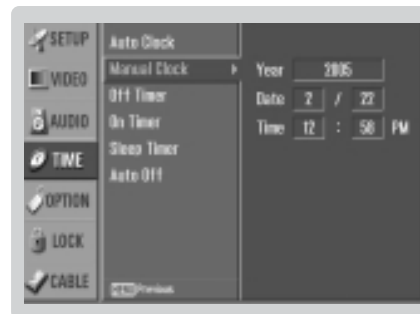 SETUP
VIDEO
AUDIO
TIME
OPTION
LOCK
CABLE
Auto Clock
Manual Clock
Off Timer
On Timer
Sleep Timer
Auto Off
MENU Previous
Year 2005
Date 2 / 22
Time 12 : 58 PM